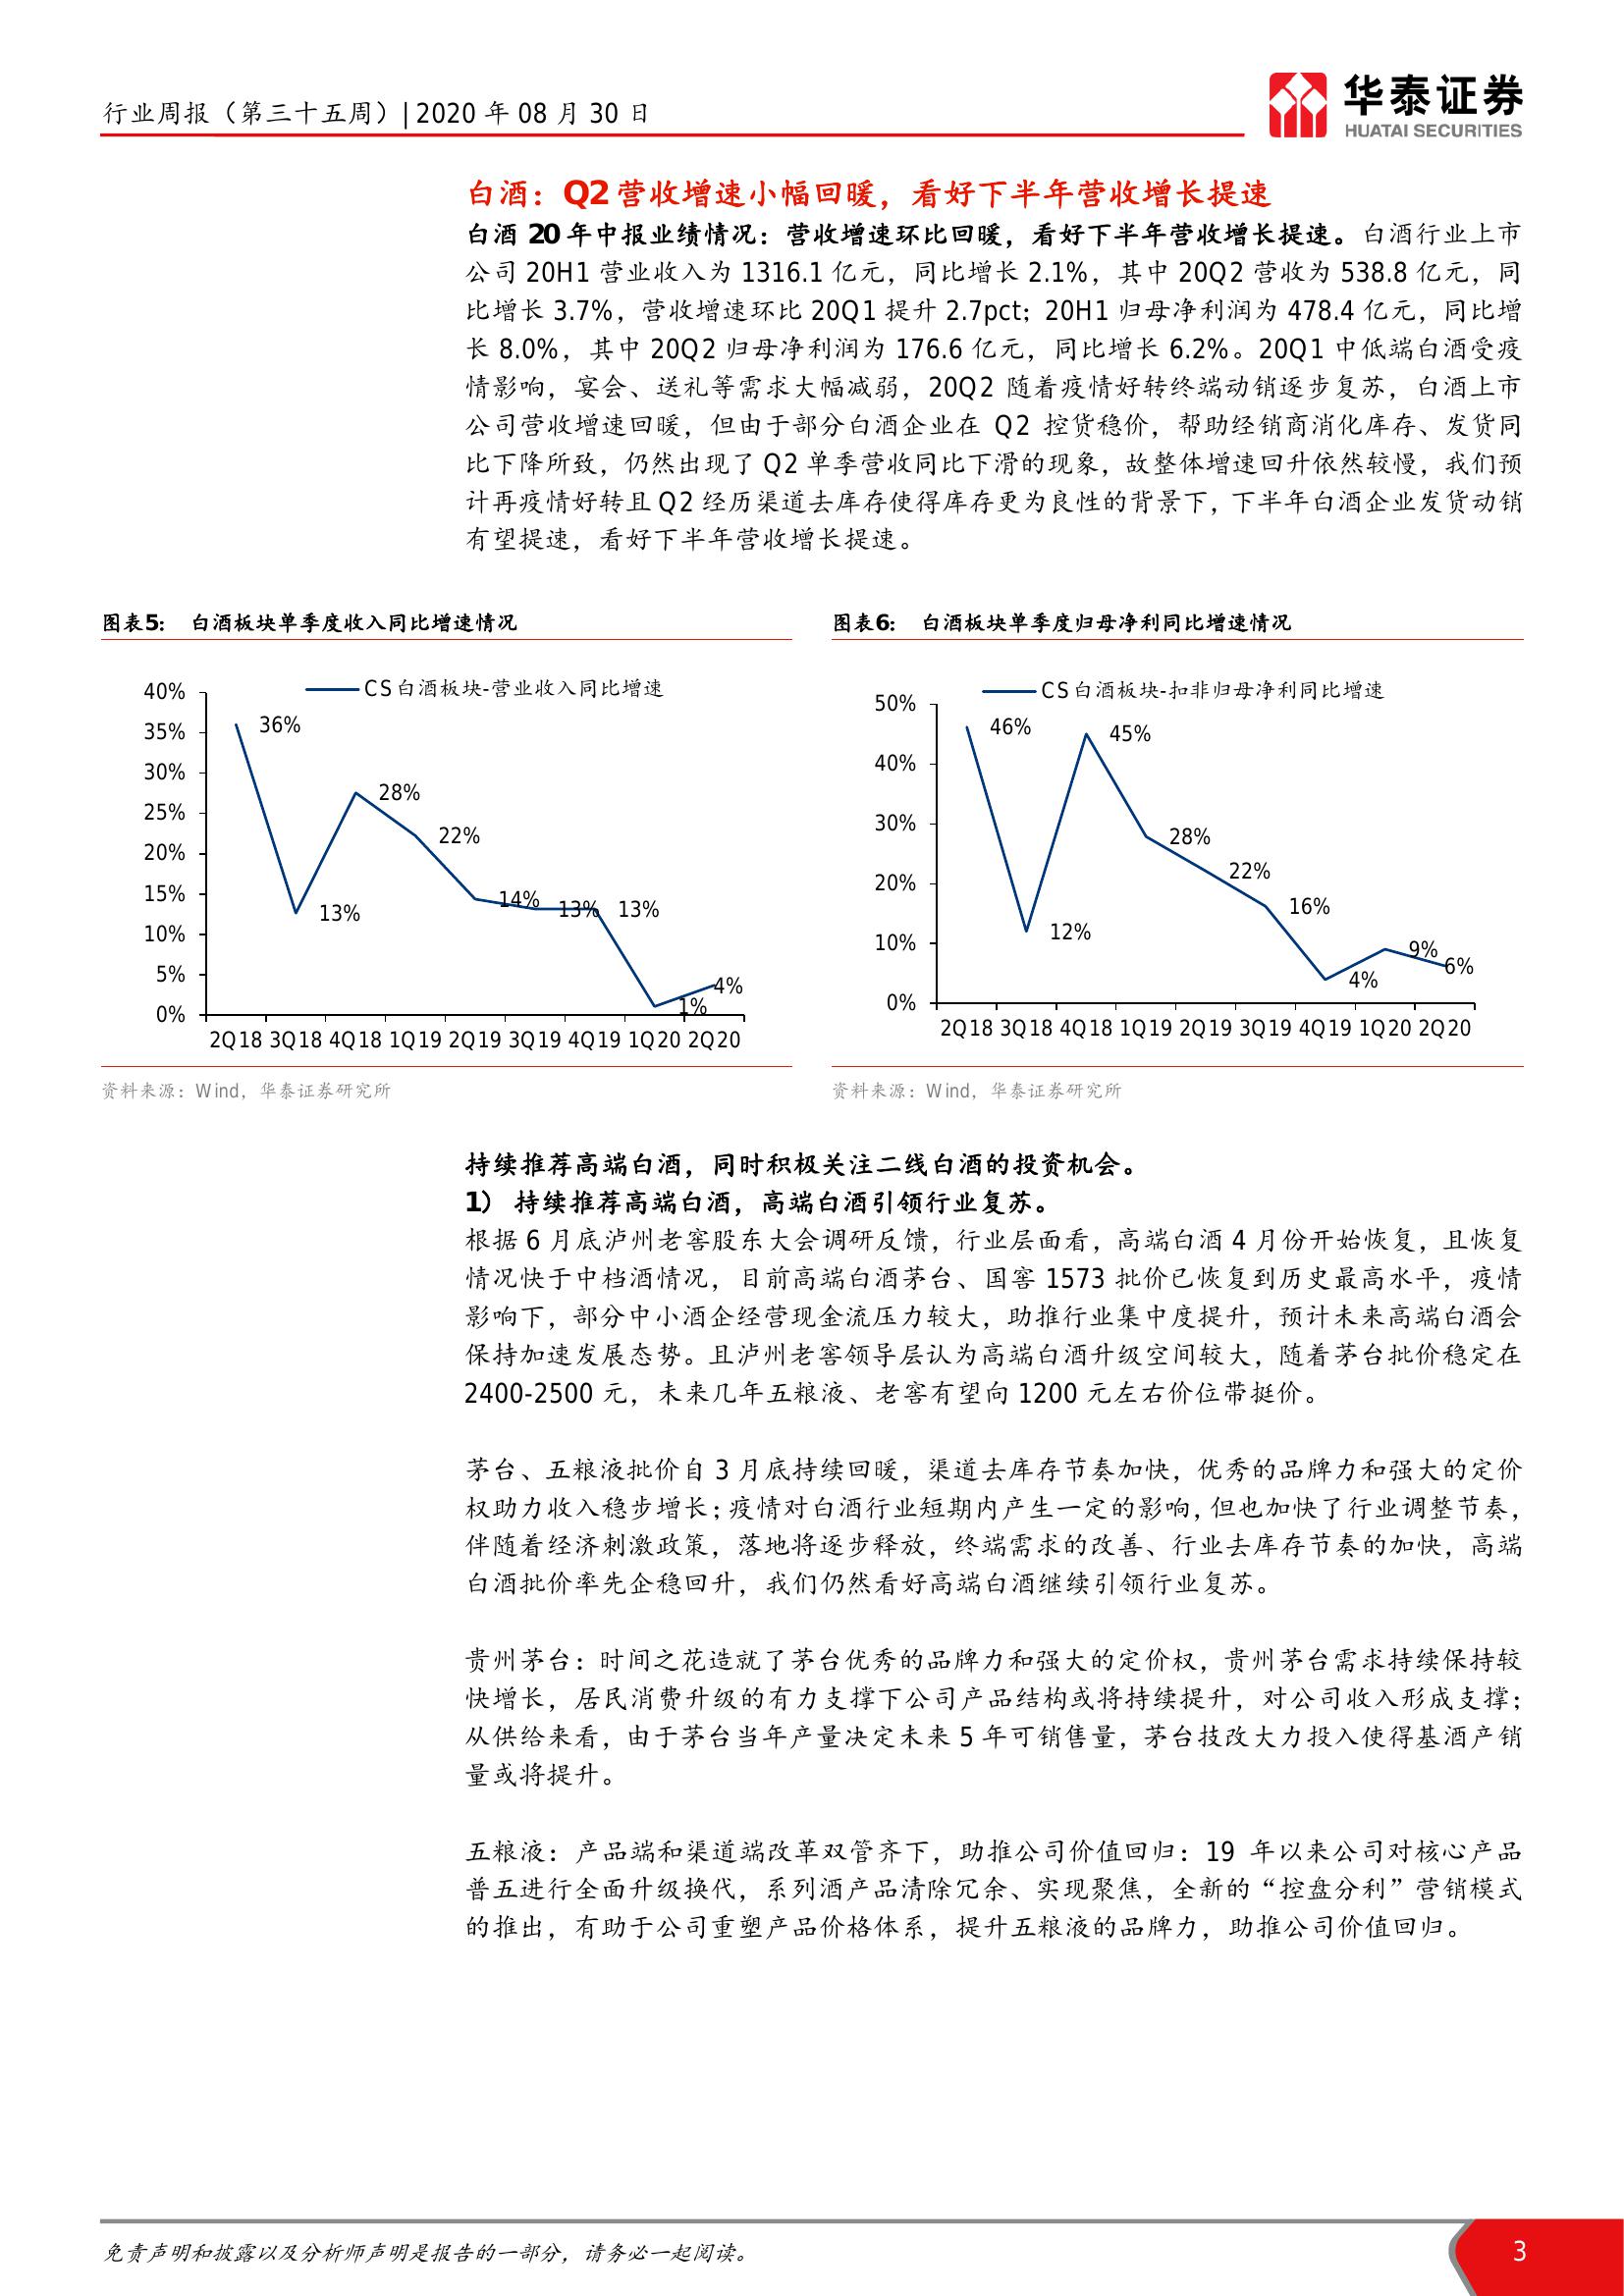 行业周报（第三十五周）|2020 年 08 月 30 日
华泰证券
HUATAI SECURITIES
白酒：Q2 营收增速小幅回暖，看好下半年营收增长提速
白酒 20 年中报业绩情况：营收增速环比回暖，看好下半年营收增长提速。白酒行业上市
公司 20H1 营业收入为 1316.1 亿元，同比增长 2.1%，其中 20Q2 营收为 538.8 亿元，同
比增长 3.7%，营收增速环比 20Q1 提升 2.7pct；20H1 归母净利润为 478.4 亿元，同比增
长 8.0%，其中 20Q2 归母净利润为 176.6 亿元，同比增长 6.2%。20Q1 中低端白酒受疫
情影响，宴会、送礼等需求大幅减弱，20Q2 随着疫情好转终端动销逐步复苏，白酒上市
公司营收增速回暖，但由于部分白酒企业在 Q2 控货稳价，帮助经销商消化库存、发货同
比下降所致，仍然出现了 Q2 单季营收同比下滑的现象，故整体增速回升依然较慢，我们预
计再疫情好转且 Q2 经历渠道去库存使得库存更为良性的背景下，下半年白酒企业发货动销
有望提速，看好下半年营收增长提速。
图表5： 白酒板块单季度收入同比增速情况
CS白酒板块-营业收入同比增速
40%
35%
30%
25%
20%
15%
10%
5%
0%
36%
13%
28%
22%
14%
13%
13%
1%
4%
2Q18 3Q18 4Q18 1Q19 2Q19 3Q19 4Q19 1Q20 2Q20
资料来源：Wind，华泰证券研究所
图表6： 白酒板块单季度归母净利同比增速情况
CS白酒板块-扣非归母净利同比增速
50%
40%
30%
20%
10%
0%
46%
12%
45%
28%
22%
16%
4%
9%
6%
2Q18 3Q18 4Q18 1Q19 2Q19 3Q19 4Q19 1Q20 2Q20
资料来源：Wind，华泰证券研究所
持续推荐高端白酒，同时积极关注二线白酒的投资机会。
1） 持续推荐高端白酒，高端白酒引领行业复苏。
根据 6 月底泸州老窖股东大会调研反馈，行业层面看，高端白酒 4 月份开始恢复，且恢复
情况快于中档酒情况，目前高端白酒茅台、国窖 1573 批价已恢复到历史最高水平，疫情
影响下，部分中小酒企经营现金流压力较大，助推行业集中度提升，预计未来高端白酒会
保持加速发展态势。且泸州老窖领导层认为高端白酒升级空间较大，随着茅台批价稳定在
2400-2500 元，未来几年五粮液、老窖有望向 1200 元左右价位带挺价。
茅台、五粮液批价自 3 月底持续回暖，渠道去库存节奏加快，优秀的品牌力和强大的定价
权助力收入稳步增长；疫情对白酒行业短期内产生一定的影响，但也加快了行业调整节奏，
伴随着经济刺激政策，落地将逐步释放，终端需求的改善、行业去库存节奏的加快，高端
白酒批价率先企稳回升，我们仍然看好高端白酒继续引领行业复苏。
贵州茅台：时间之花造就了茅台优秀的品牌力和强大的定价权，贵州茅台需求持续保持较
快增长，居民消费升级的有力支撑下公司产品结构或将持续提升，对公司收入形成支撑；
从供给来看，由于茅台当年产量决定未来 5 年可销售量，茅台技改大力投入使得基酒产销
量或将提升。
五粮液：产品端和渠道端改革双管齐下，助推公司价值回归：19 年以来公司对核心产品
普五进行全面升级换代，系列酒产品清除冗余、实现聚焦，全新的“控盘分利”营销模式
的推出，有助于公司重塑产品价格体系，提升五粮液的品牌力，助推公司价值回归。
免责声明和披露以及分析师声明是报告的一部分，请务必一起阅读。
3